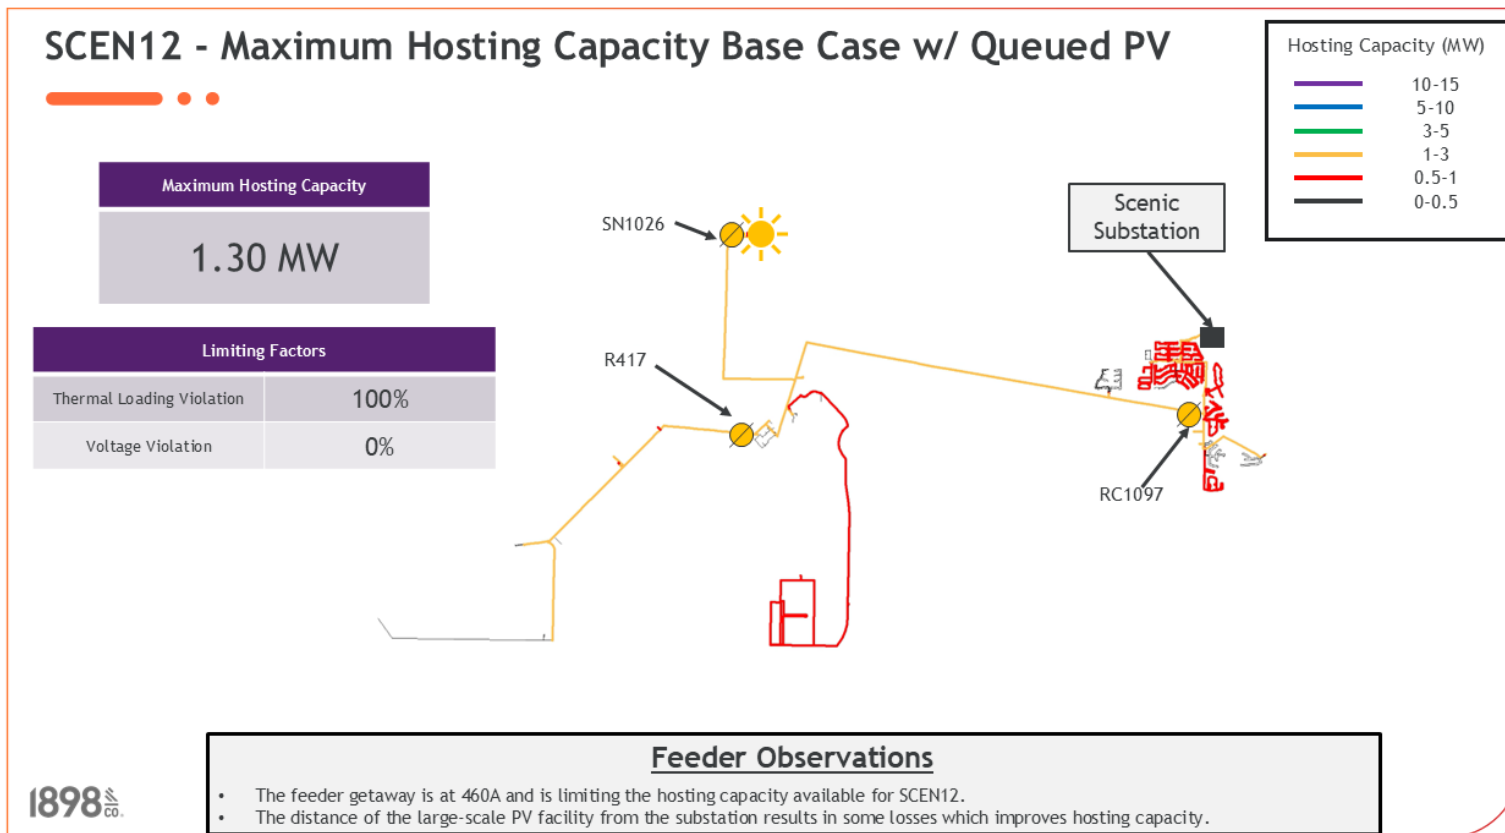 SCEN12 - Maximum Hosting Capacity Base Case w/ Queued PV
Hosting Capacity (MW)
10-15
5-10
3-5
1-3
0.5-1
0-0.5
Maximum Hosting Capacity
1.30 MW
Limiting Factors
Thermal Loading Violation 100%
Voltage Violation 0%
SN1026
Scenic
Substation
R417
RC1097
Feeder Observations
• The feeder getaway is at 460A and is limiting the hosting capacity available for SCEN12.
• The distance of the large-scale PV facility from the substation results in some losses which improves hosting capacity.
1898 & CO.